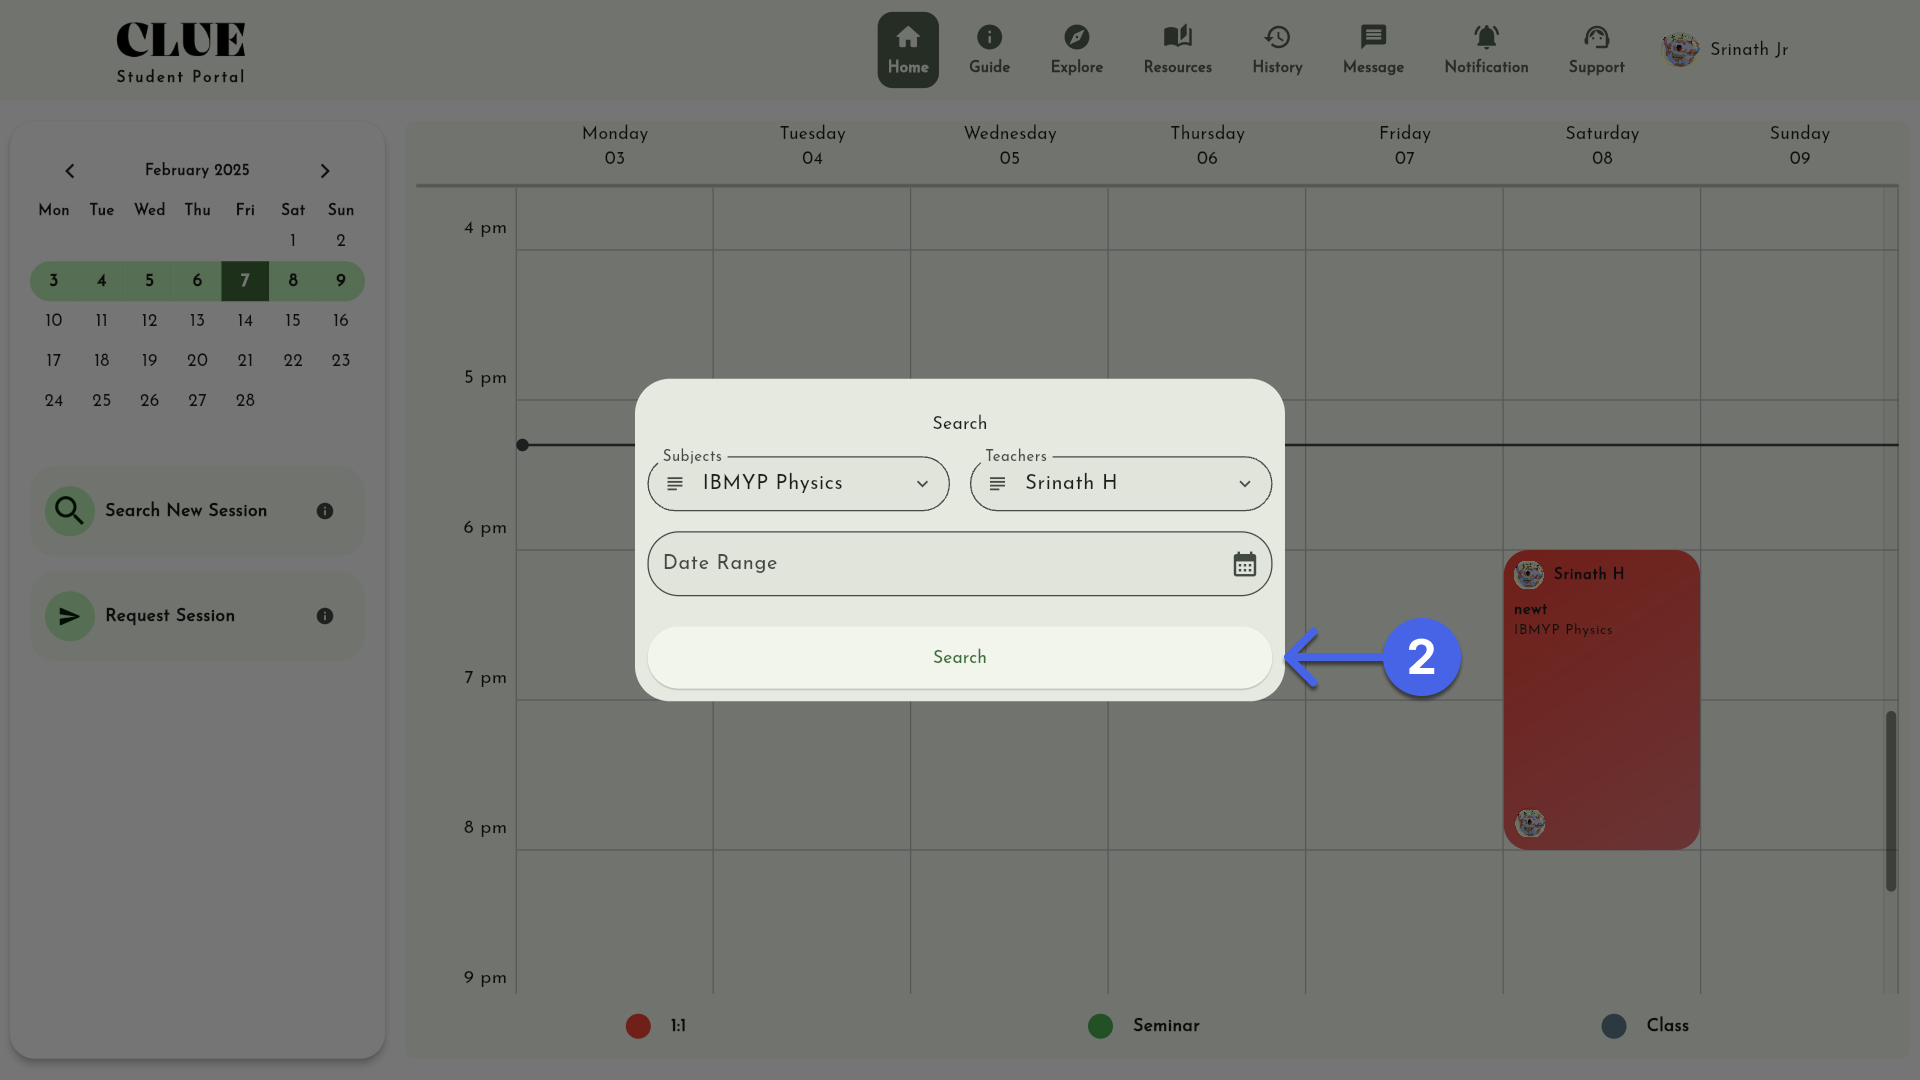 CLUE
Student Portal
Home
Guide
Explore
Resources
History
Message
Notification
Support
Srinath Jr
February 2025
Mon Tue Wed Thu Fri Sat Sun
1 2
3 4 5 6 7 8 9
10 11 12 13 14 15 16
17 18 19 20 21 22 23
24 25 26 27 28
Search New Session
Request Session
Monday Tuesday Wednesday Thursday Friday Saturday Sunday
03 04 05 06 07 08 09
4 pm
5 pm
6 pm
7 pm
8 pm
9 pm
Search
Subjects
IBMYP Physics
Teachers
Srinath H
Date Range
Search
2
Srinath H
newt
IBMYP Physics
1:1
Seminar
Class